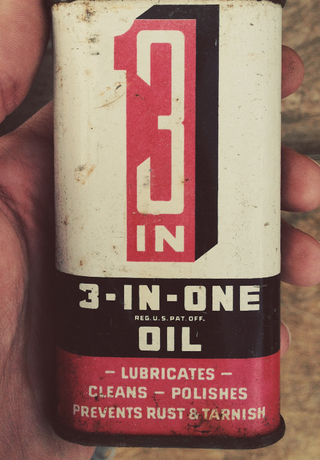 3
IN
3-IN-ONE
REG. U.S. PAT. OFF.
OIL
— LUBRICATES —
CLEANS — POLISHES
PREVENTS RUST & TARNISH